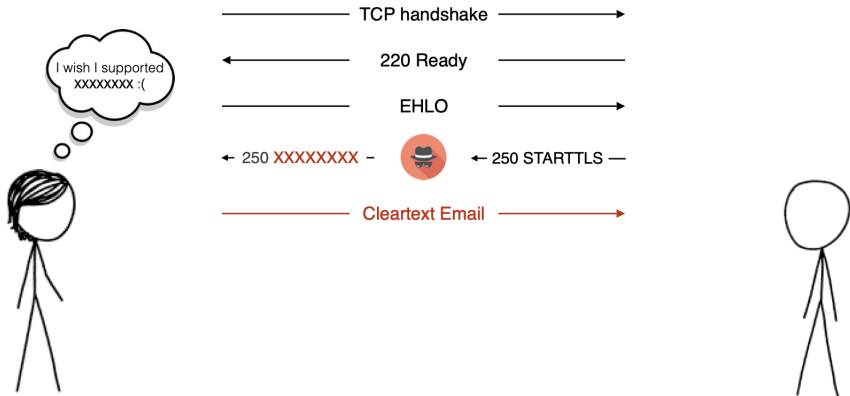 TCP handshake
220 Ready
I wish I supported
XXXXXXXX :(
EHLO
250 XXXXXXXX
250 STARTTLS
Cleartext Email